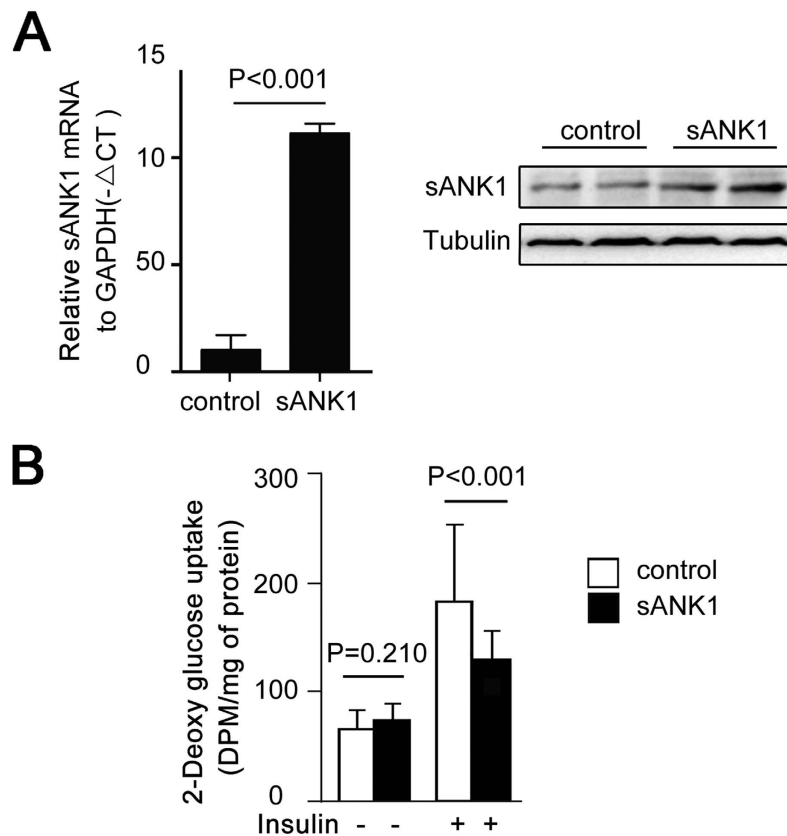 A
Relative sANK1 mRNA
to GAPDH(-△CT )
15
10
50
0
P<0.001
control sANK1
control sANK1
sANK1
Tubulin
B
2-Deoxy glucose uptake
(DPM/mg of protein)
300
200
100
0
P=0.210
P<0.001
Insulin - - + +
control
sANK1